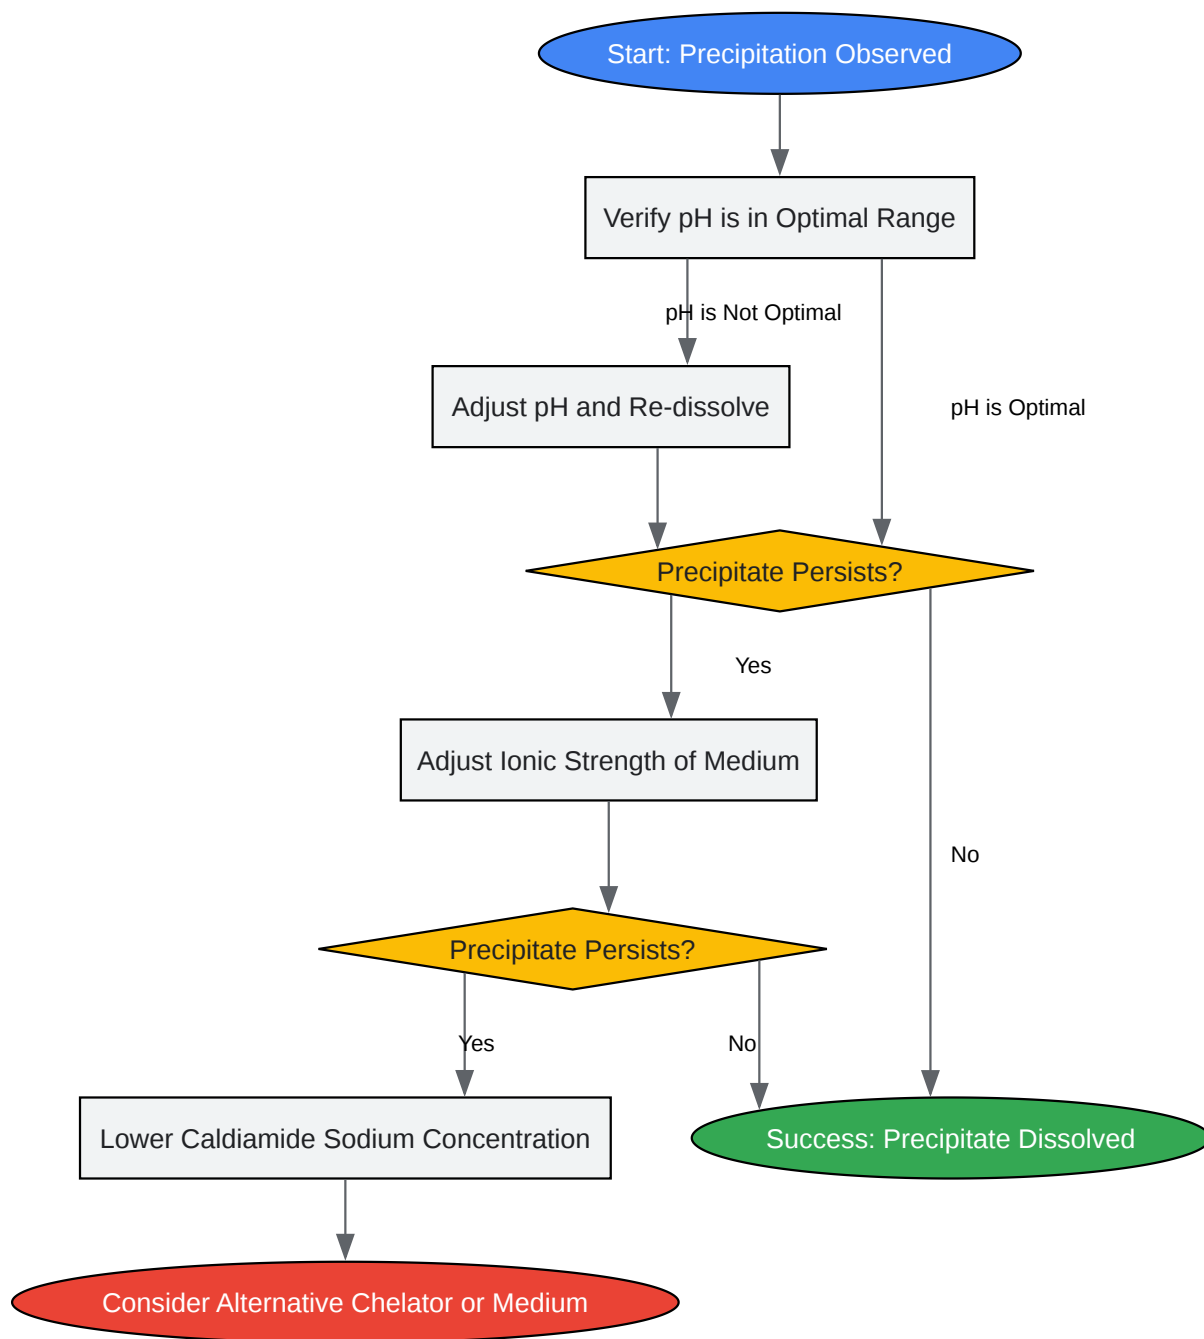 Start: Precipitation Observed
Verify pH is in Optimal Range
pH is Not Optimal
Adjust pH and Re-dissolve
pH is Optimal
Precipitate Persists?
Yes
Adjust Ionic Strength of Medium
No
Precipitate Persists?
Yes
No
Lower Caldiamide Sodium Concentration
Success: Precipitate Dissolved
Consider Alternative Chelator or Medium